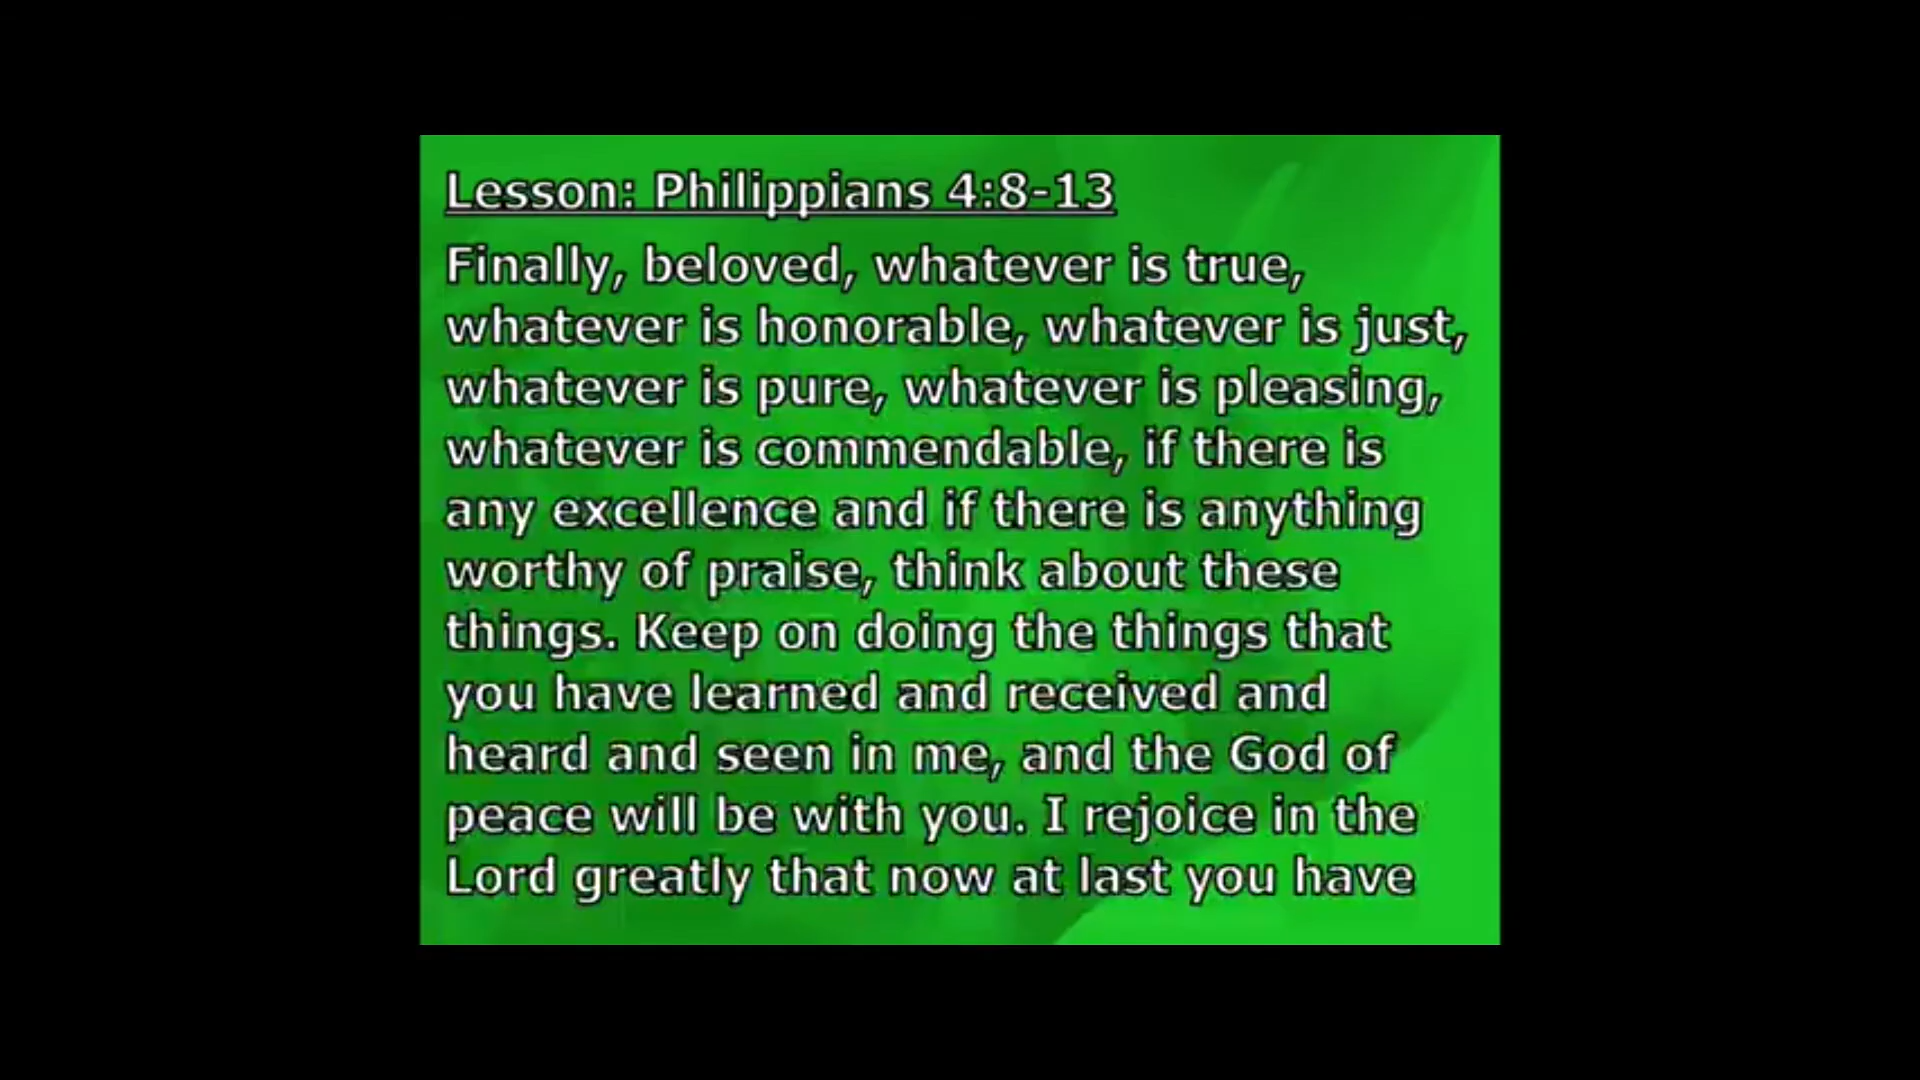 Lesson: Philippians 4:8-13
Finally, beloved, whatever is true,
whatever is honorable, whatever is just,
whatever is pure, whatever is pleasing,
whatever is commendable, if there is
any excellence and if there is anything
worthy of praise, think about these
things. Keep on doing the things that
you have learned and received and
heard and seen in me, and the God of
peace will be with you. I rejoice in the
Lord greatly that now at last you have